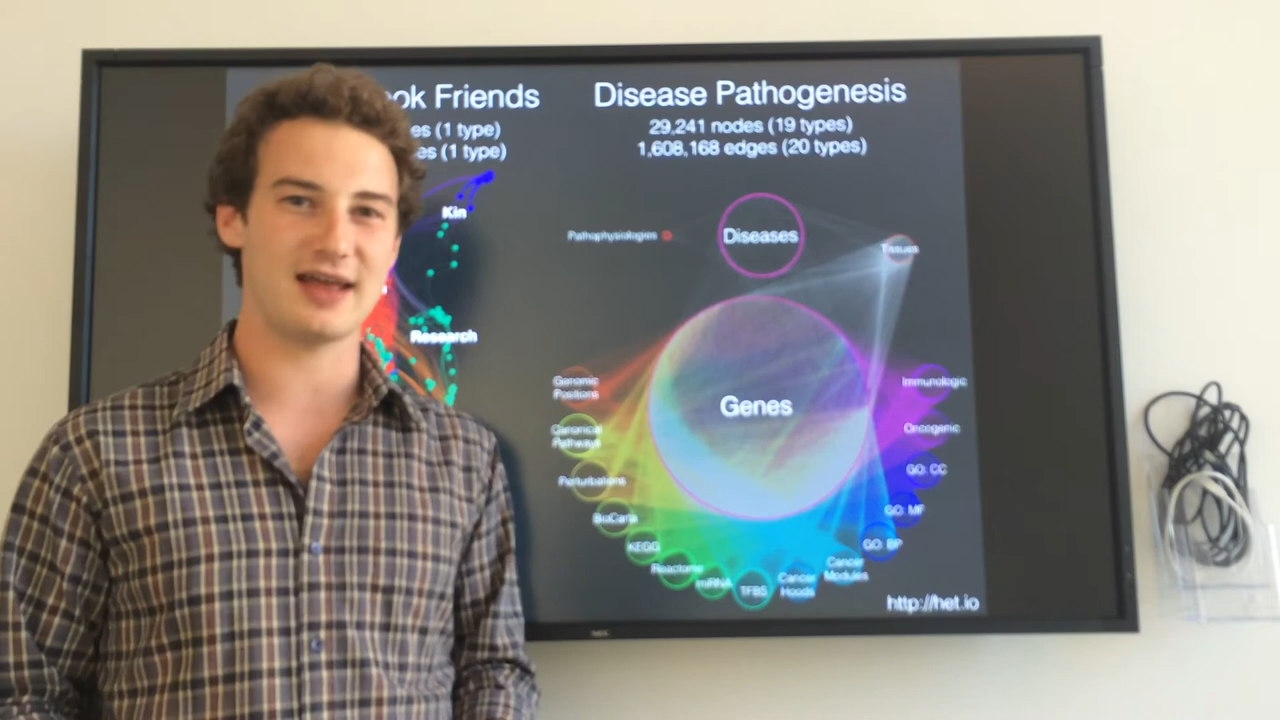 ook Friends
es (1 type)
es (1 type)
Kin
Research
Disease Pathogenesis
29,241 nodes (19 types)
1,608,168 edges (20 types)
Pathophysiologies
Diseases
Tissues
Genes
Genomic
Positions
Canonical
Pathways
Perturbations
BioCarta
KEGG
Reactome
miRNA
TFBS
Cancer
Hoods
Cancer
Modules
GO: BP
GO: MF
GO: CC
Oncogenic
Immunologic
http://het.io
NEC